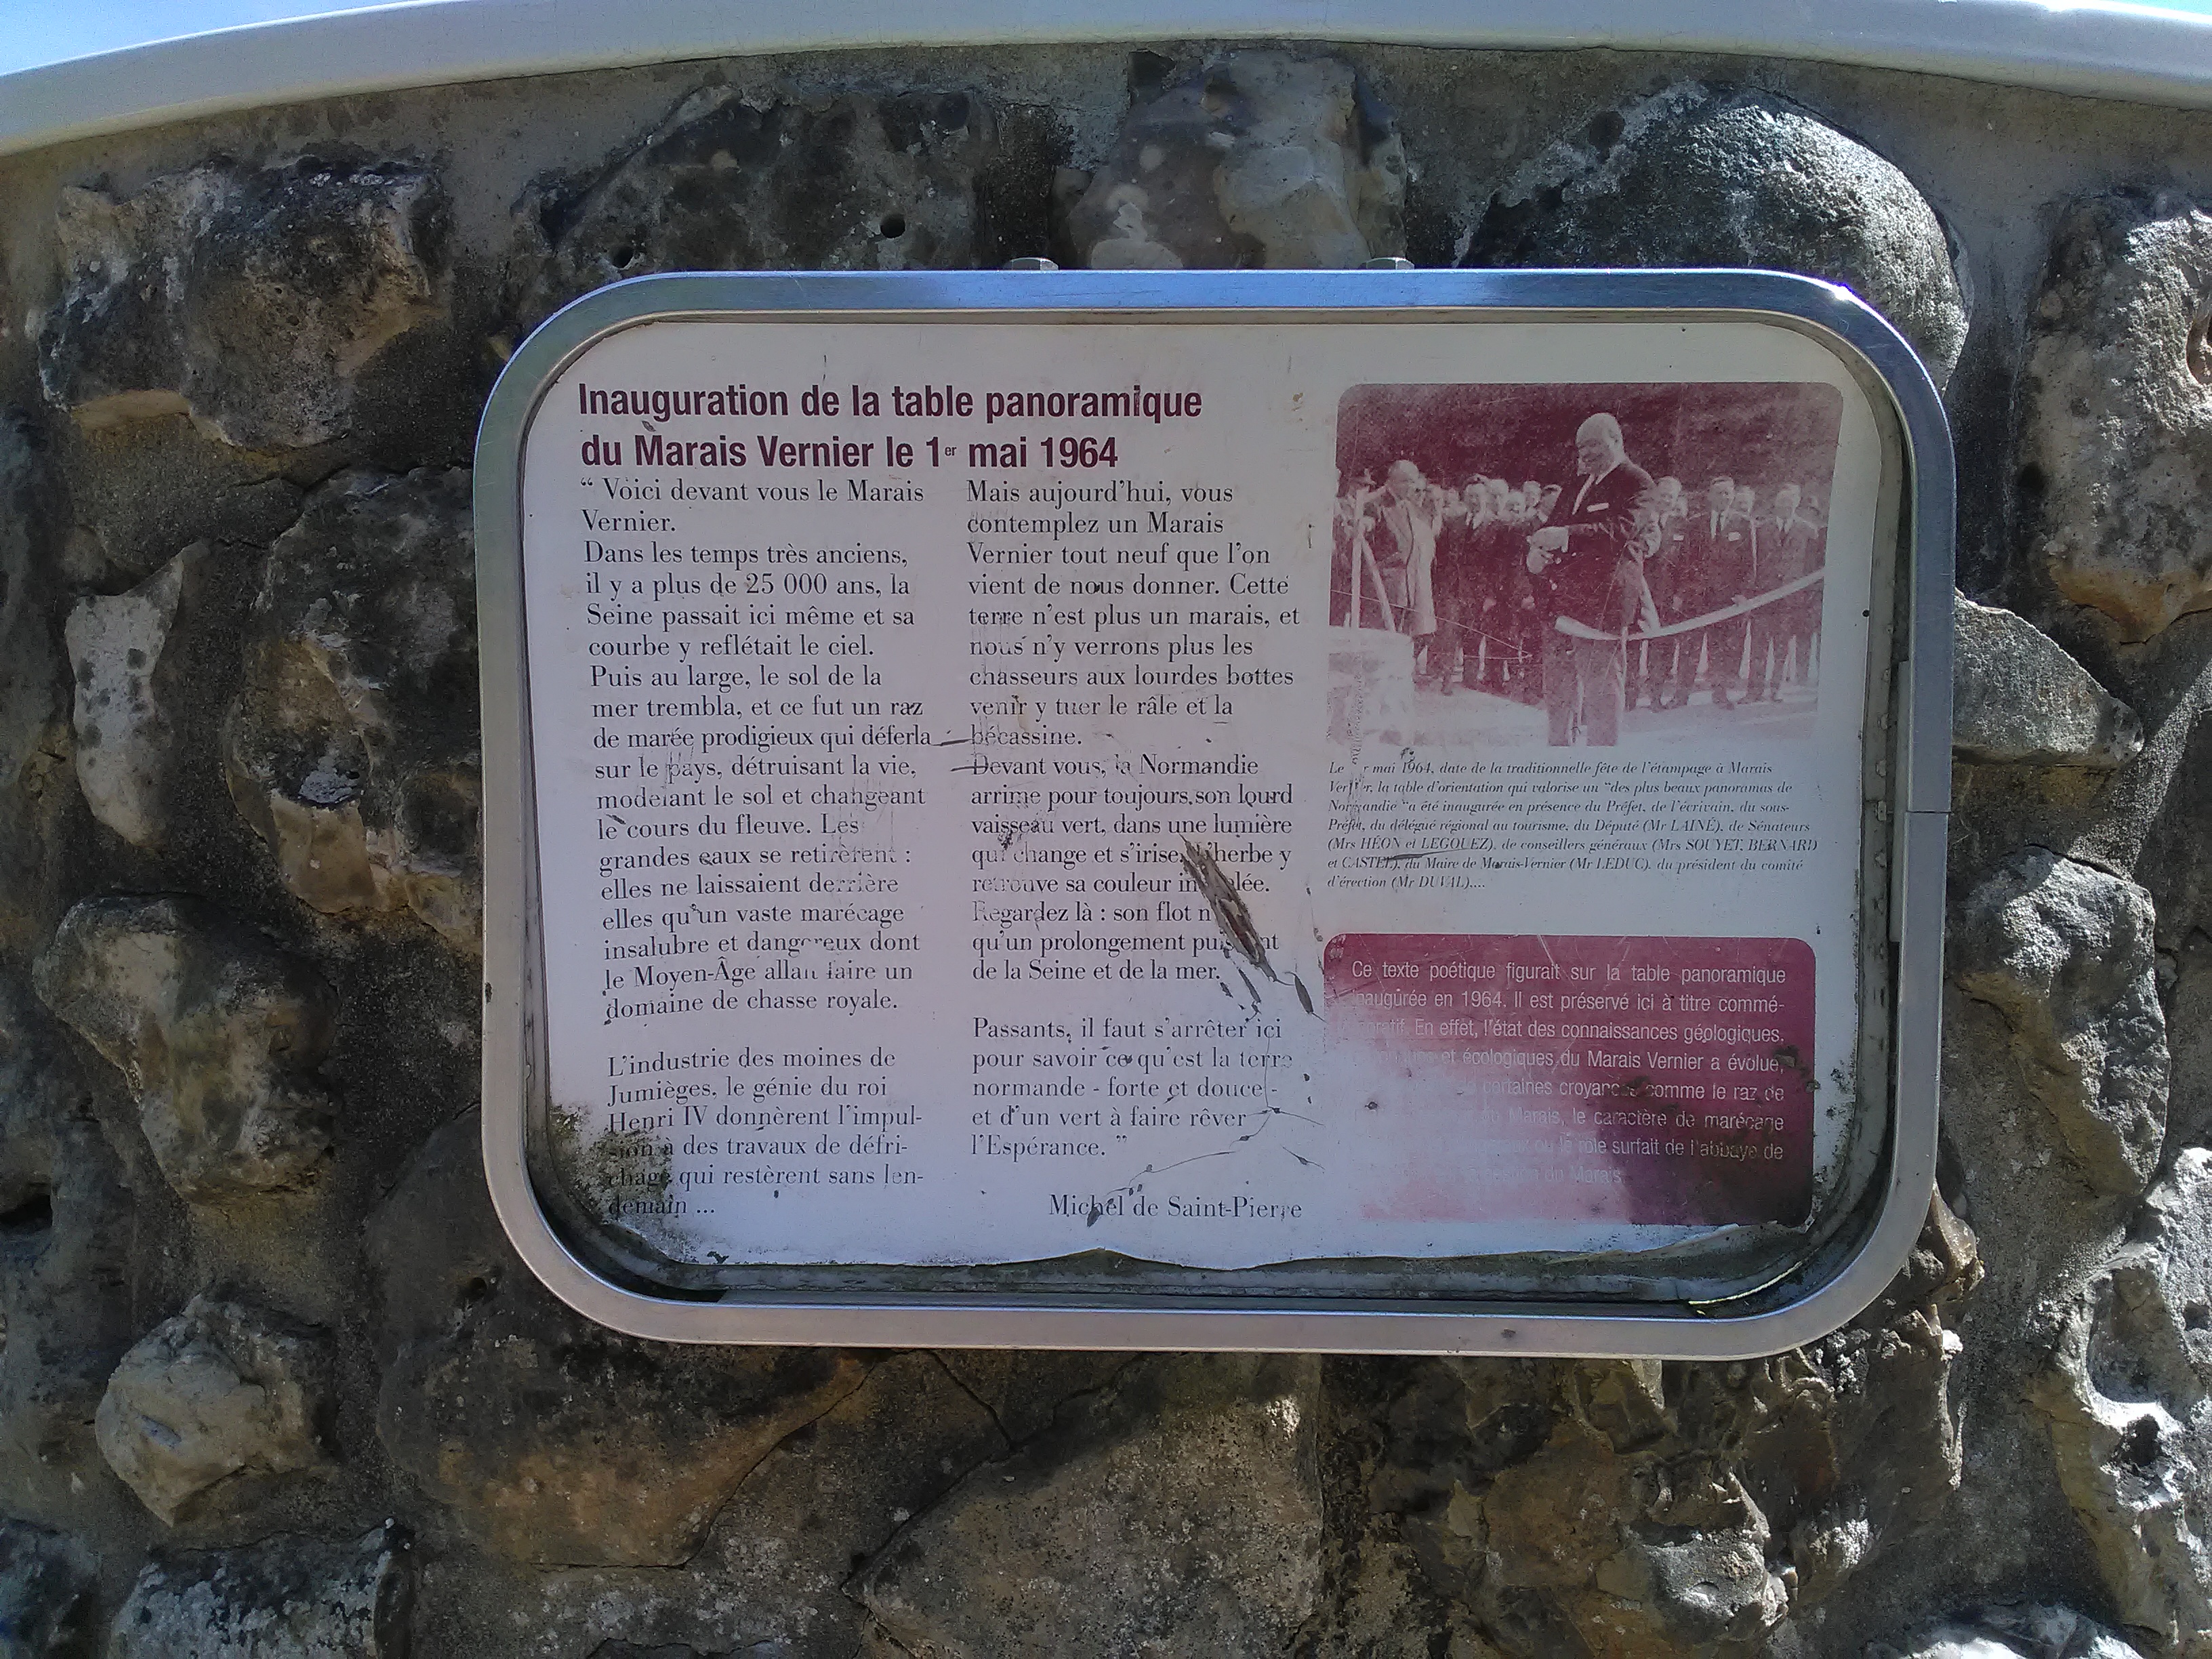 Inauguration de la table panoramique
du Marais Vernier le 1er mai 1964
“ Voici devant vous le Marais
Vernier.
Dans les temps très anciens,
il y a plus de 25 000 ans, la
Seine passait ici même et sa
courbe y reflétait le ciel.
Puis au large, le sol de la
mer trembla, et ce fut un raz
de marée prodigieux qui déferla
sur le pays, détruisant la vie,
modelant le sol et changeant
le cours du fleuve. Les
grandes eaux se retirèrent :
elles ne laissaient derrière
elles qu'un vaste marécage
insalubre et dangereux dont
le Moyen-Âge allait faire un
domaine de chasse royale.
L'industrie des moines de
Jumièges, le génie du roi
Henri IV donnèrent l'impul-
sion à des travaux de défri-
chage qui restèrent sans len-
demain ...
Mais aujourd'hui, vous
contemplez un Marais
Vernier tout neuf que l'on
vient de nous donner. Cette
terre n'est plus un marais, et
nous n'y verrons plus les
chasseurs aux lourdes bottes
venir y tuer le râle et la
bécassine.
Devant vous, la Normandie
arrime pour toujours son lourd
vaisseau vert, dans une lumière
qui change et s'irise, l'herbe y
retrouve sa couleur
Regardez là : son flot
qu'un prolongement puissant
de la Seine et de la mer.
Passants, il faut s'arrêter ici
pour savoir ce qu'est la terre
normande - forte et douce -
et d'un vert à faire rêver
l'Espérance. ”
Michel de Saint-Pierre
Le mai 1964, date de la traditionnelle fête de l'étampage à Marais
Vernier, la table d'orientation qui valorise un “des plus beaux panoramas de
Normandie “a été inaugurée en présence du Préfet, de l'écrivain, du sous-
Préfet, du délégué régional au tourisme, du Député (Mr LAINÉ), de Sénateurs
(Mrs HÉON et LEGOUEZ), de conseillers généraux (Mrs SOUYET, BERNARD
et CASTEL), du Maire de Marais-Vernier (Mr LEDUC), du président du comité
d'érection (Mr DUVAL),...
Ce texte poétique figurait sur la table panoramique
inaugurée en 1964. Il est préservé ici à titre commé-
En effet, l'état des connaissances géologiques,
et écologiques du Marais Vernier a évolué,
certaines croyances comme le raz de
Marais, le caractère de marécage
ou le rôle surfait de l'abbaye de
du Marais